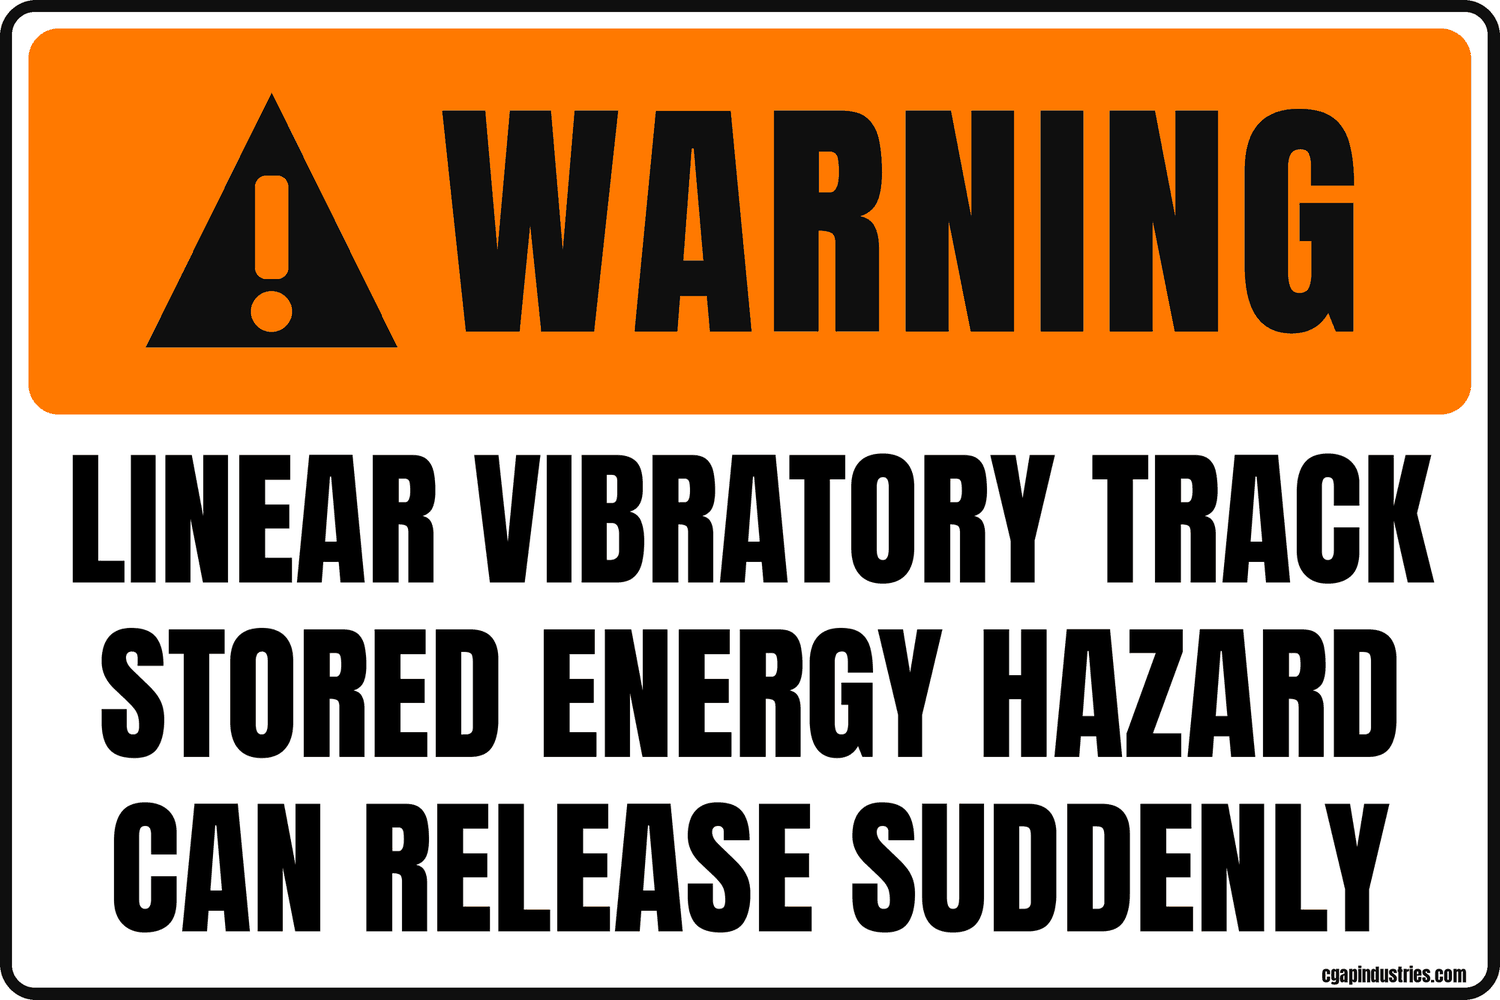 WARNING
LINEAR VIBRATORY TRACK
STORED ENERGY HAZARD
CAN RELEASE SUDDENLY
cgapindustries.com